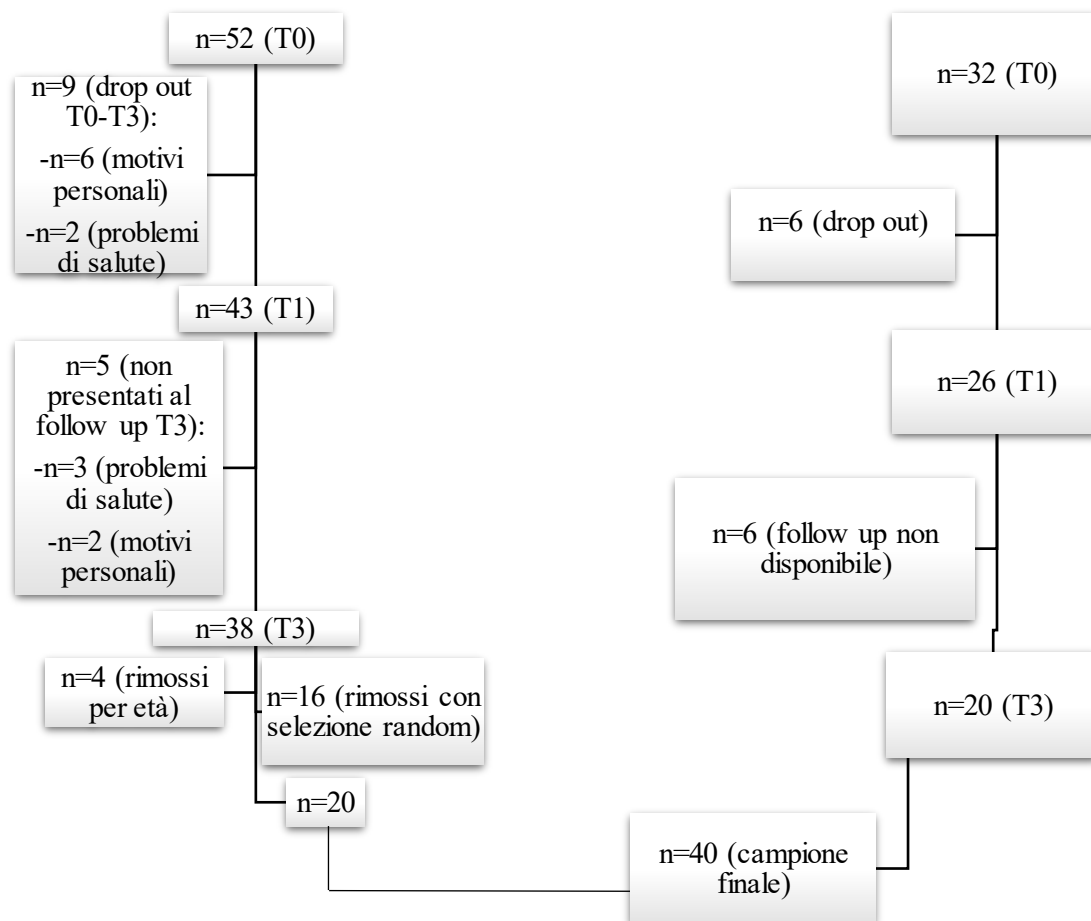 n=52 (T0)
n=9 (drop out
T0-T3):
-n=6 (motivi
personali)
-n=2 (problemi
di salute)
n=43 (T1)
n=5 (non
presentati al
follow up T3):
-n=3 (problemi
di salute)
-n=2 (motivi
personali)
n=38 (T3)
n=4 (rimossi
per età)
n=16 (rimossi con
selezione random)
n=20
n=32 (T0)
n=6 (drop out)
n=26 (T1)
n=6 (follow up non
disponibile)
n=20 (T3)
n=40 (campione
finale)